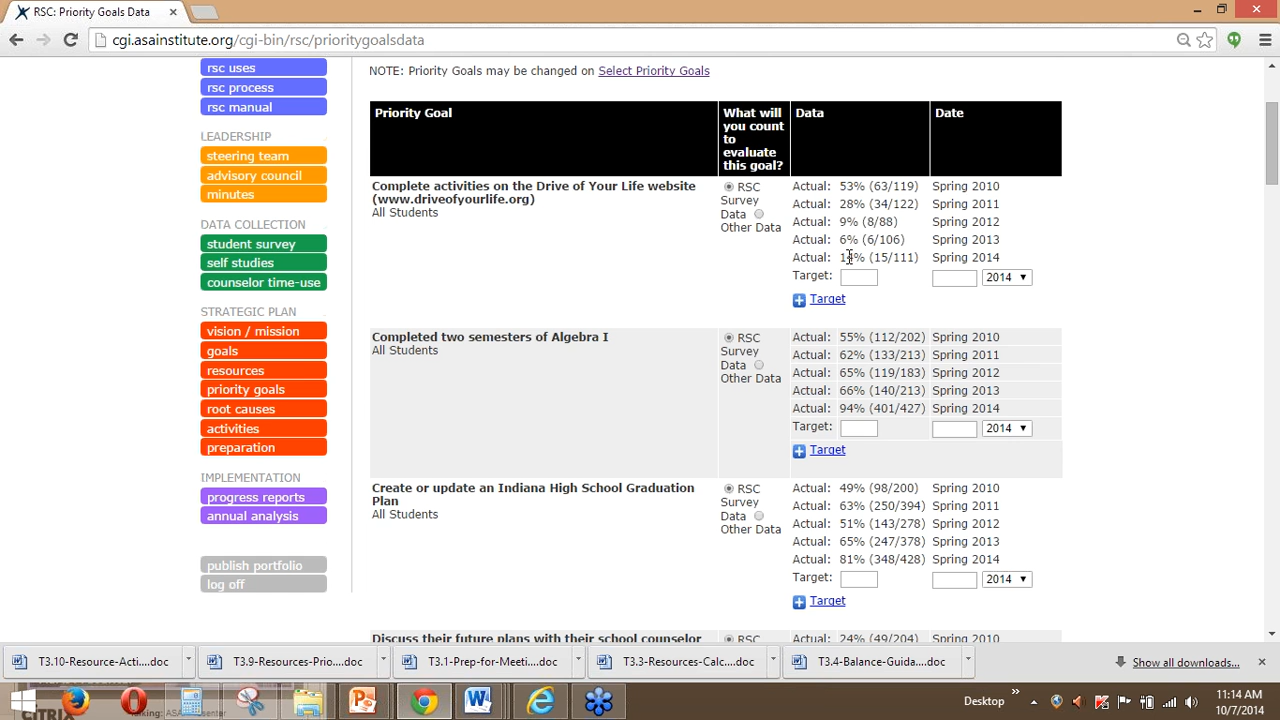 RSC: Priority Goals Data
cgi.asainstitute.org/cgi-bin/rsc/prioritygoalsdata
rsc uses
rsc process
rsc manual
LEADERSHIP
steering team
advisory council
minutes
DATA COLLECTION
student survey
self studies
counselor time-use
STRATEGIC PLAN
vision / mission
goals
resources
priority goals
root causes
activities
preparation
IMPLEMENTATION
progress reports
annual analysis
publish portfolio
log off
NOTE: Priority Goals may be changed on Select Priority Goals
Priority Goal
What will
you count
to
evaluate
this goal?
Data
Date
Complete activities on the Drive of Your Life website
(www.driveofyourlife.org)
All Students
RSC
Survey
Data
Other Data
Actual: 53% (63/119) Spring 2010
Actual: 28% (34/122) Spring 2011
Actual: 9% (8/88) Spring 2012
Actual: 6% (6/106) Spring 2013
Actual: (15/111) Spring 2014
Target: 2014
Target
Completed two semesters of Algebra I
All Students
RSC
Survey
Data
Other Data
Actual: 55% (112/202) Spring 2010
Actual: 62% (133/213) Spring 2011
Actual: 65% (119/183) Spring 2012
Actual: 66% (140/213) Spring 2013
Actual: 94% (401/427) Spring 2014
Target: 2014
Target
Create or update an Indiana High School Graduation
Plan
All Students
RSC
Survey
Data
Other Data
Actual: 49% (98/200) Spring 2010
Actual: 63% (250/394) Spring 2011
Actual: 51% (143/278) Spring 2012
Actual: 65% (247/378) Spring 2013
Actual: 81% (348/428) Spring 2014
Target: 2014
Target
Discuss their future plans with their school counselor
RSC
Actual: 24% (49/204) Spring 2010
T3.10-Resource-Acti....doc
T3.9-Resources-Prio....doc
T3.1-Prep-for-Meeti....doc
T3.3-Resources-Calc....doc
T3.4-Balance-Guidan....doc
Show all downloads...
Desktop
11:14 AM
10/7/2014
CITRIX